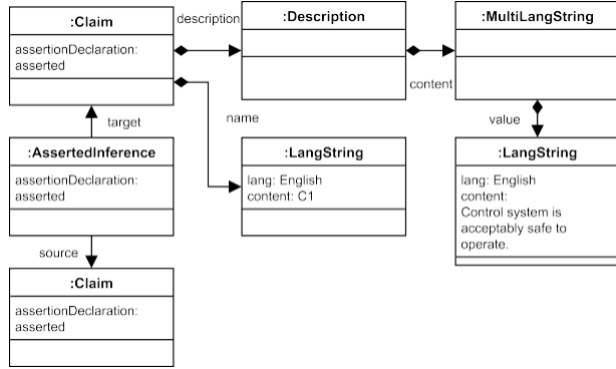 :Claim
assertionDeclaration:
asserted
description
:Description
:MultiLangString
content
target
name
value
:AssertedInference
assertionDeclaration:
asserted
:LangString
lang: English
content: C1
:LangString
lang: English
content:
Control system is
acceptably safe to
operate.
source
:Claim
assertionDeclaration:
asserted